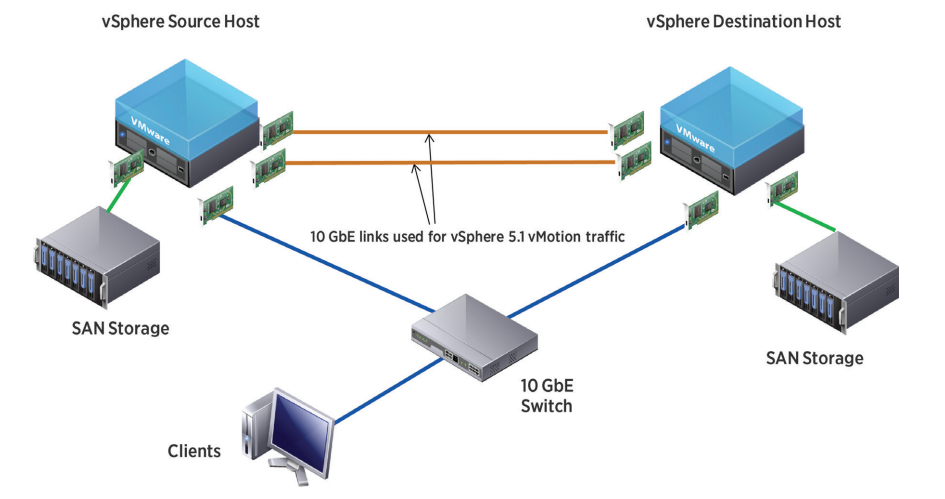 vSphere Source Host
vSphere Destination Host
VMware
VMware
10 GbE links used for vSphere 5.1 vMotion traffic
SAN Storage
SAN Storage
10 GbE
Switch
Clients